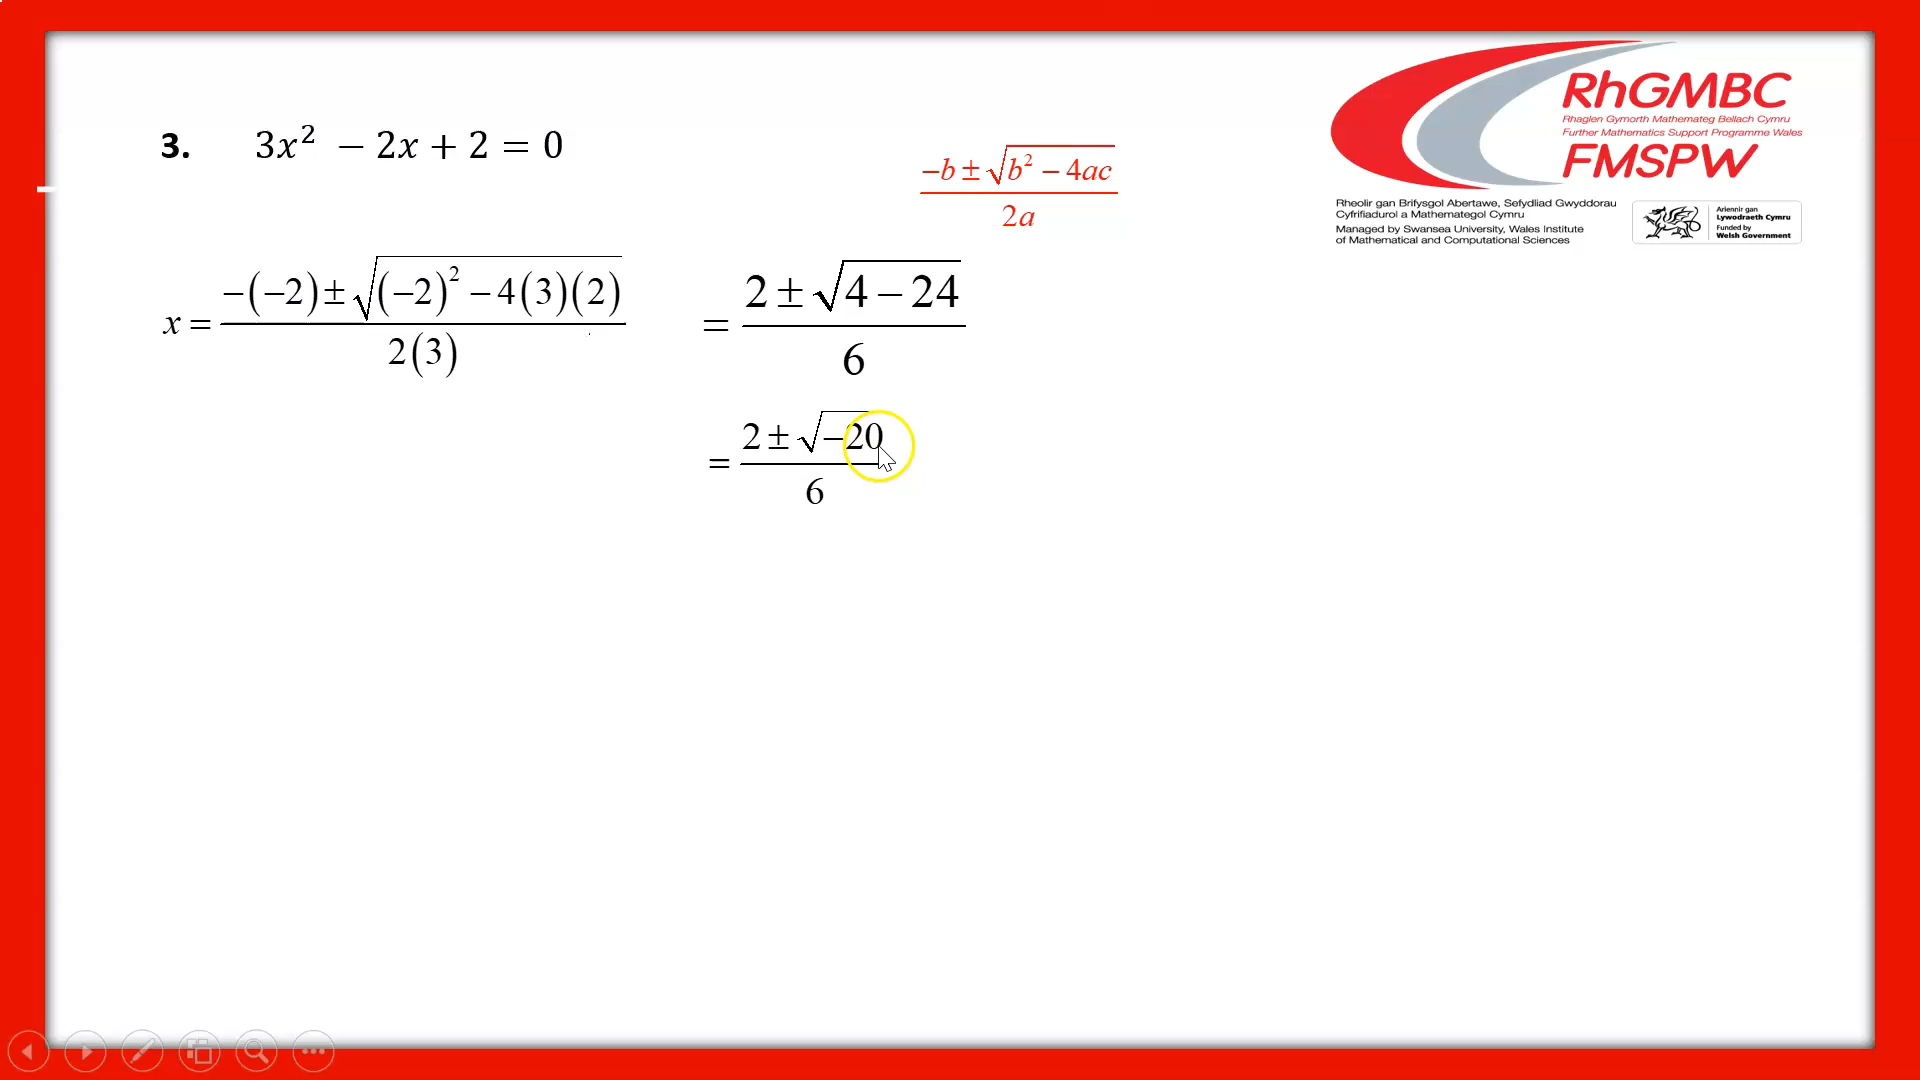 3. 3x² − 2x + 2 = 0
−b ± √(b² − 4ac) / 2a
x = −(−2) ± √((−2)² − 4(3)(2)) / 2(3)
= 2 ± √(4 − 24) / 6
= 2 ± √(−20) / 6
RhGMBC
Rhaglen Gymorth Mathemateg Bellach Cymru
Further Mathematics Support Programme Wales
FMSPW
Rheolir gan Brifysgol Abertawe, Sefydliad Gwyddorau
Cyfrifiadurol a Mathemategol Cymru
Managed by Swansea University, Wales Institute
of Mathematical and Computational Sciences
Ariennir gan
Lywodraeth Cymru
Funded by
Welsh Government